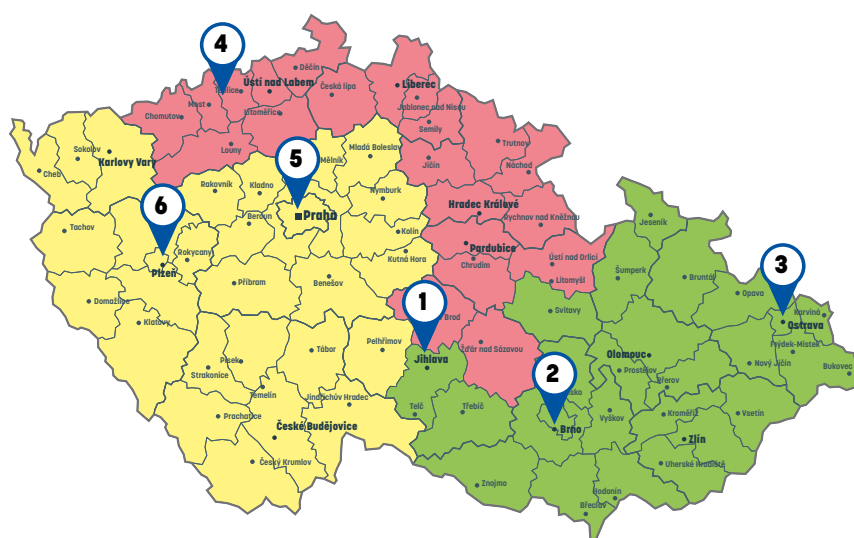 4
Děčín
Ústí nad Labem
Teplice
Česká lípa
Liberec
Most
Jablonec nad Nisou
Chomutov
Litoměřice
Semily
Trutnov
Louny
5
Mladá Boleslav
Mělník
Jičín
Náchod
Sokolov
Karlovy Vary
Cheb
Rakovník
Kladno
Nymburk
6
Praha
Hradec Králové
Rychnov nad Kněžnou
Jeseník
Beroun
Tachov
Kolín
Pardubice
Rokycany
Kutná Hora
Ústí nad Orlicí
3
Plzeň
Chrudim
Šumperk
Bruntál
Příbram
Benešov
Litomyšl
Opava
1
Domažlice
Brod
Svitavy
Karviná
Klatovy
Ostrava
Pelhřimov
Žďár nad Sázavou
Tábor
Jihlava
Olomouc
Frýdek-Místek
Písek
2
Prostějov
Nový Jičín
Bukovec
Strakonice
Přerov
Temelín
Jindřichův Hradec
sko
Prachatice
Telč
Třebíč
Vyškov
Kroměříž
Vsetín
České Budějovice
Brno
Zlín
Český Krumlov
Uherské Hradiště
Znojmo
Hodonín
Břeclav